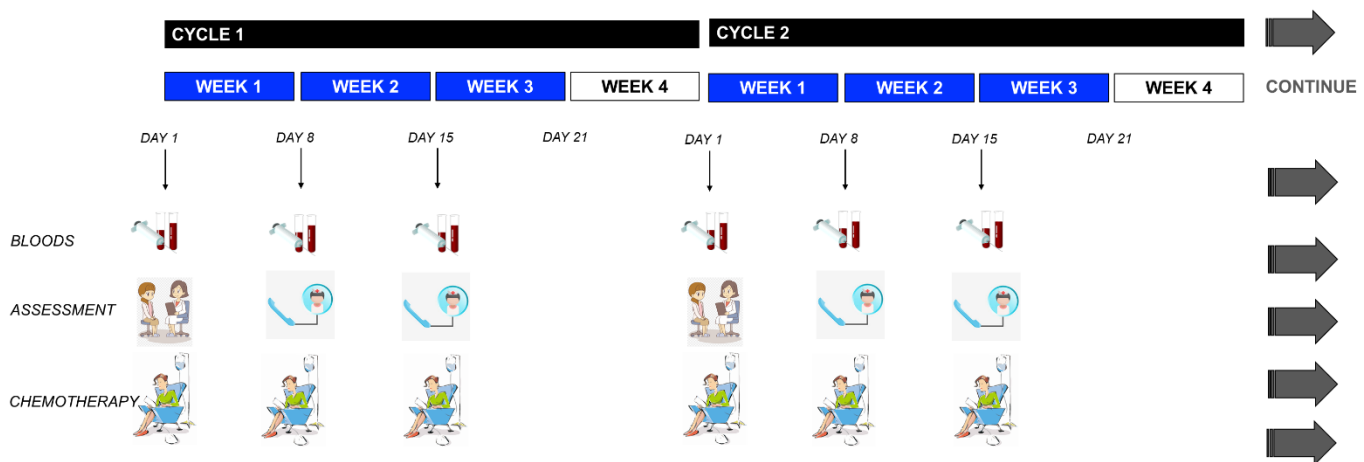 CYCLE 1 CYCLE 2
WEEK 1 WEEK 2 WEEK 3 WEEK 4 WEEK 1 WEEK 2 WEEK 3 WEEK 4 CONTINUE
DAY 1 DAY 8 DAY 15 DAY 21 DAY 1 DAY 8 DAY 15 DAY 21
BLOODS
ASSESSMENT
CHEMOTHERAPY